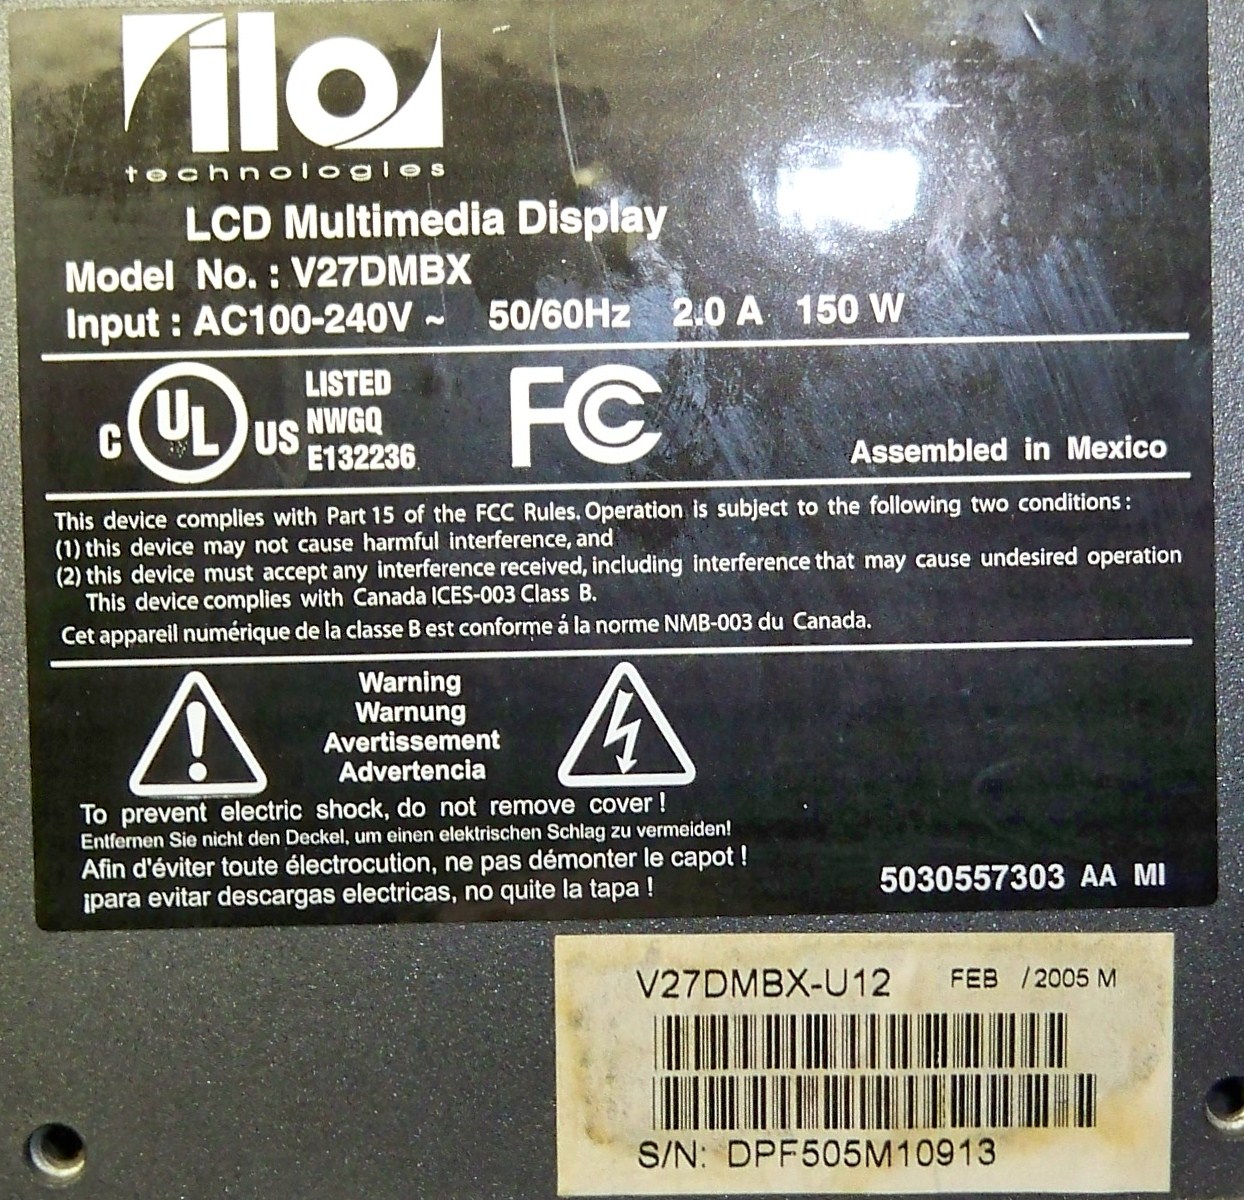 ilo
technologies
LCD Multimedia Display
Model No. : V27DMBX
Input : AC100-240V ~ 50/60Hz 2.0 A 150 W
C UL US LISTED
NWGQ
E132236
FC
Assembled in Mexico
This device complies with Part 15 of the FCC Rules. Operation is subject to the following two conditions :
(1) this device may not cause harmful interference, and
(2) this device must accept any interference received, including interference that may cause undesired operation
This device complies with Canada ICES-003 Class B.
Cet appareil numérique de la classe B est conforme á la norme NMB-003 du Canada.
Warning
Warnung
Avertissement
Advertencia
To prevent electric shock, do not remove cover !
Entfernen Sie nicht den Deckel, um einen elektrischen Schlag zu vermeiden!
Afin d'éviter toute électrocution, ne pas démonter le capot !
¡para evitar descargas electricas, no quite la tapa !
5030557303 AA MI
V27DMBX-U12 FEB / 2005 M
S/N: DPF505M10913